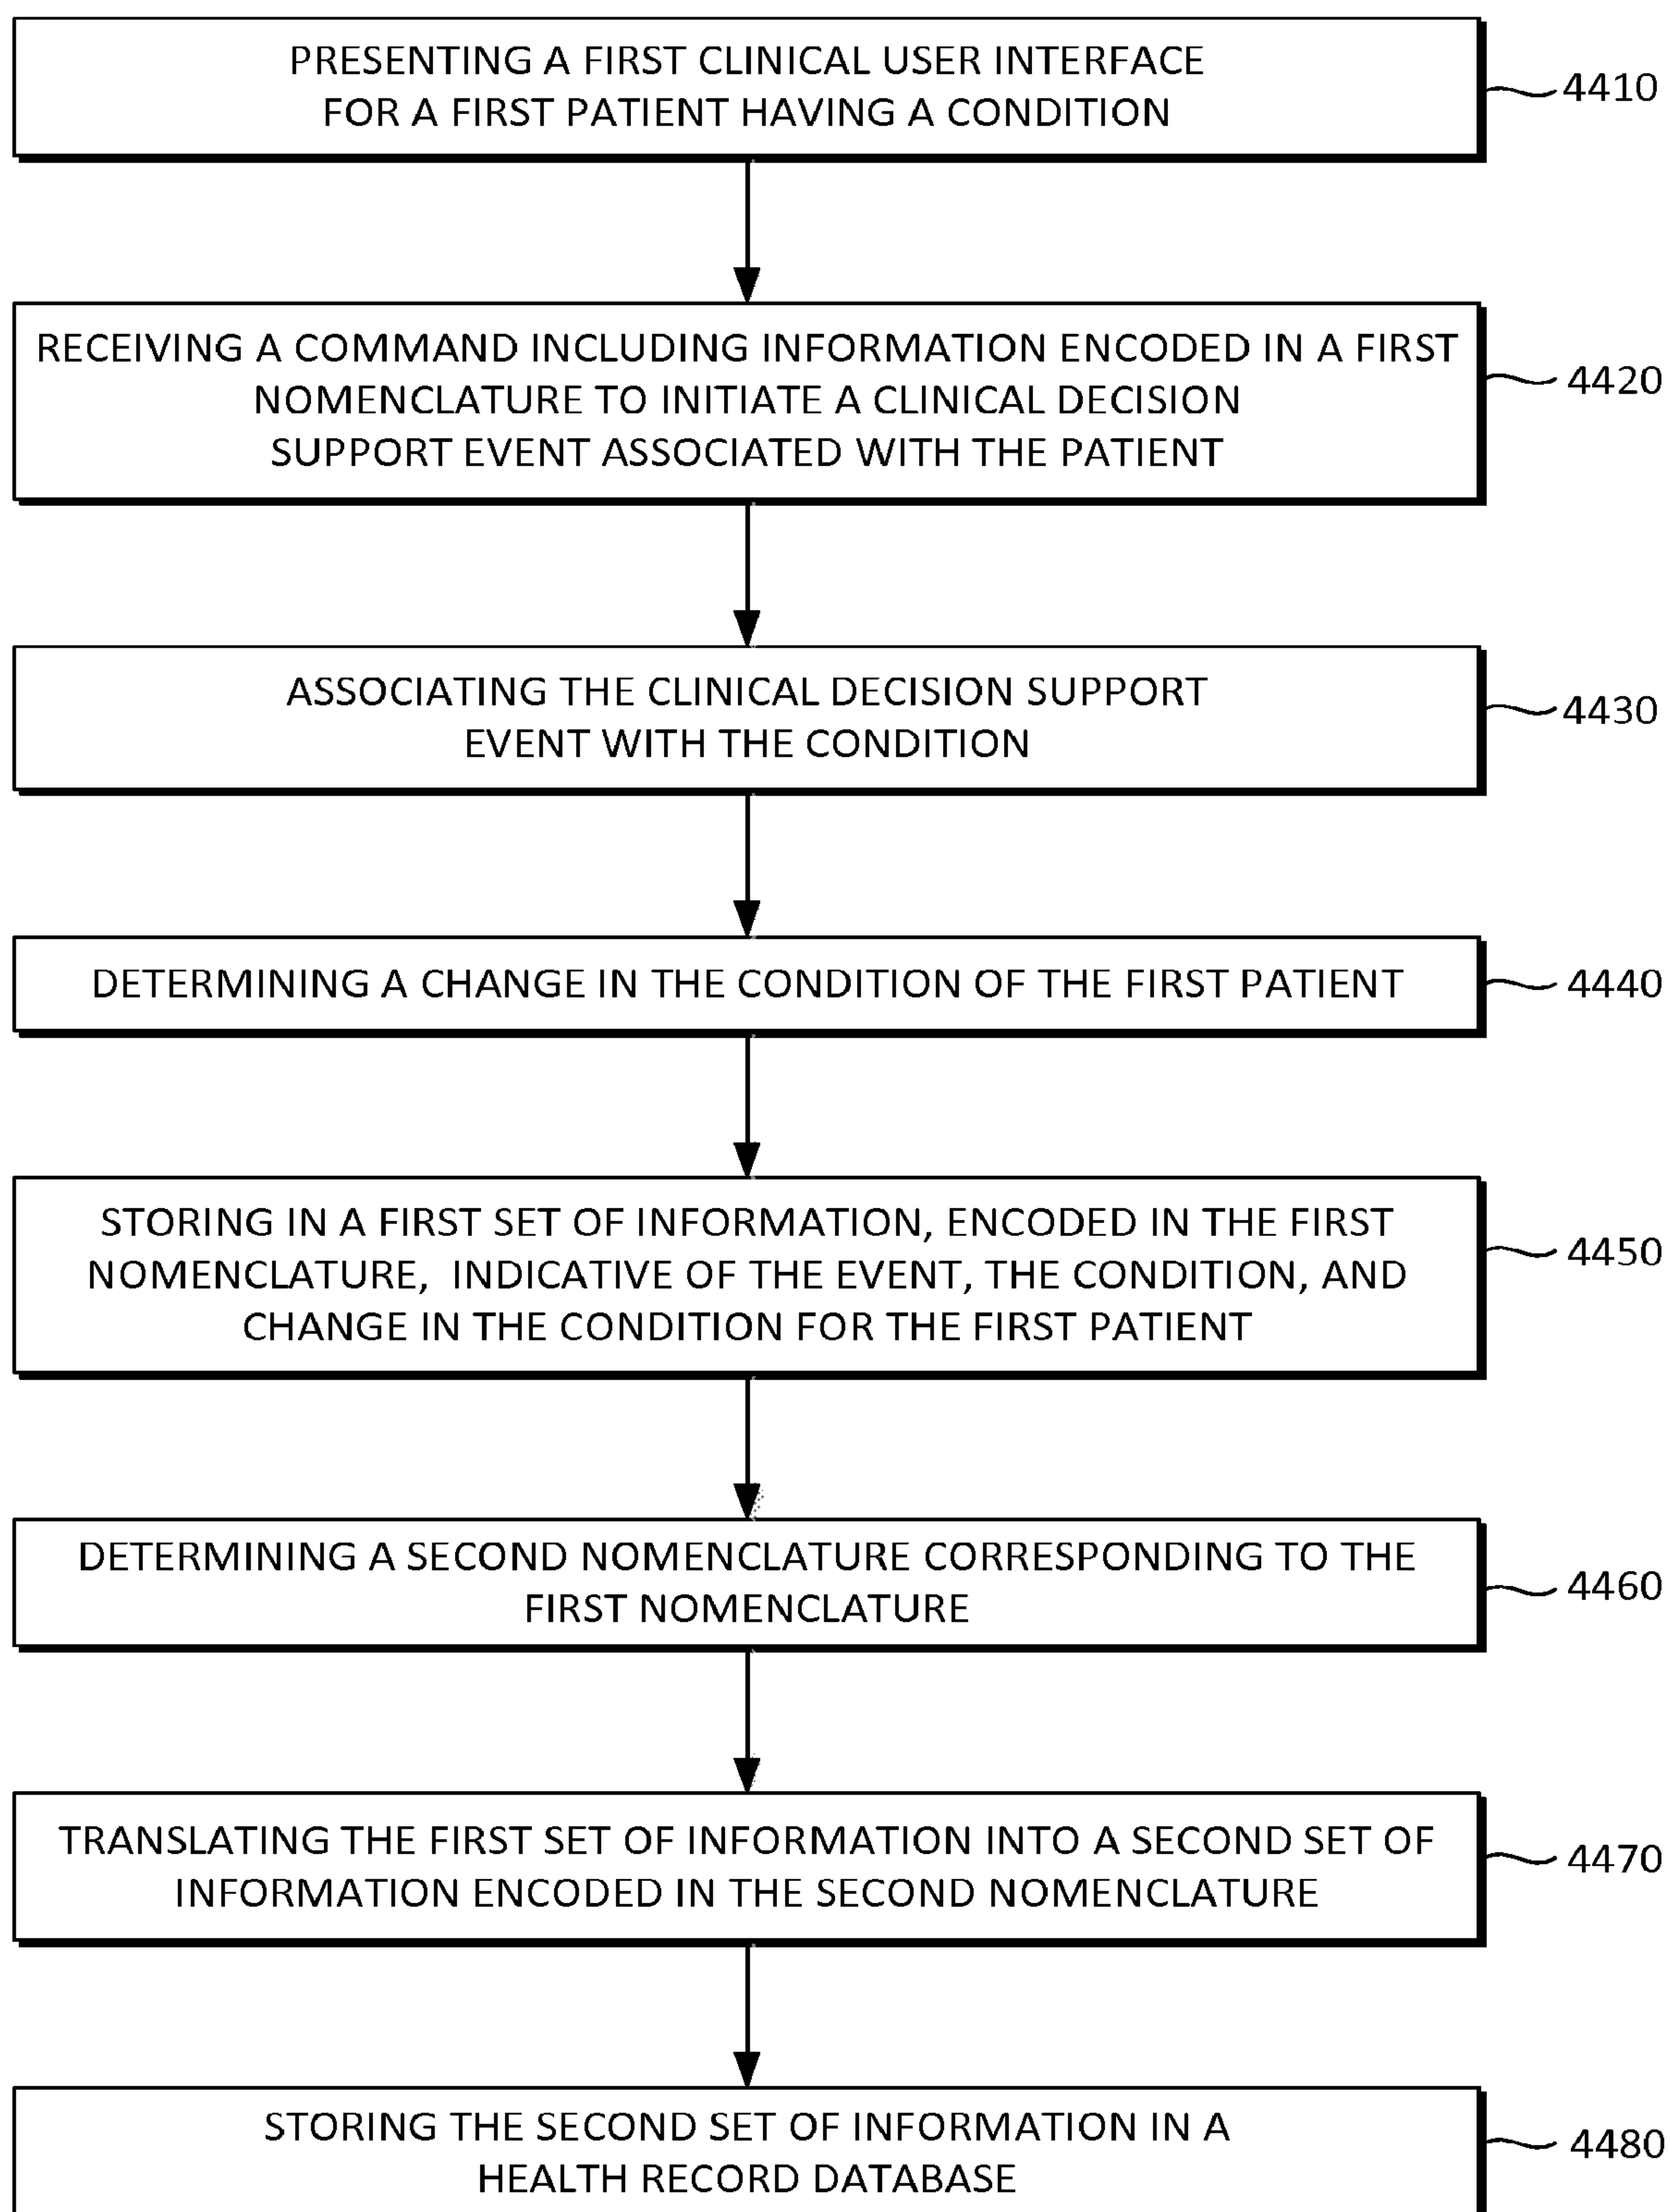 PRESENTING A FIRST CLINICAL USER INTERFACE
FOR A FIRST PATIENT HAVING A CONDITION
4410
RECEIVING A COMMAND INCLUDING INFORMATION ENCODED IN A FIRST
NOMENCLATURE TO INITIATE A CLINICAL DECISION
SUPPORT EVENT ASSOCIATED WITH THE PATIENT
4420
ASSOCIATING THE CLINICAL DECISION SUPPORT
EVENT WITH THE CONDITION
4430
DETERMINING A CHANGE IN THE CONDITION OF THE FIRST PATIENT
4440
STORING IN A FIRST SET OF INFORMATION, ENCODED IN THE FIRST
NOMENCLATURE, INDICATIVE OF THE EVENT, THE CONDITION, AND
CHANGE IN THE CONDITION FOR THE FIRST PATIENT
4450
DETERMINING A SECOND NOMENCLATURE CORRESPONDING TO THE
FIRST NOMENCLATURE
4460
TRANSLATING THE FIRST SET OF INFORMATION INTO A SECOND SET OF
INFORMATION ENCODED IN THE SECOND NOMENCLATURE
4470
STORING THE SECOND SET OF INFORMATION IN A
HEALTH RECORD DATABASE
4480